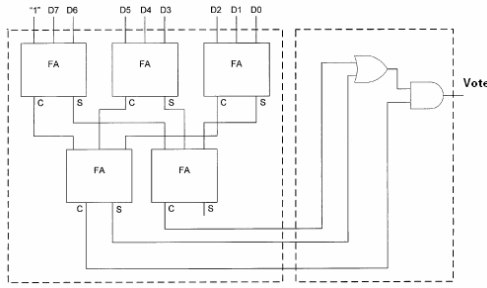 "1" D7 D6 D5 D4 D3 D2 D1 D0
FA FA FA
C S C S C S
Vote
FA FA
C S C S